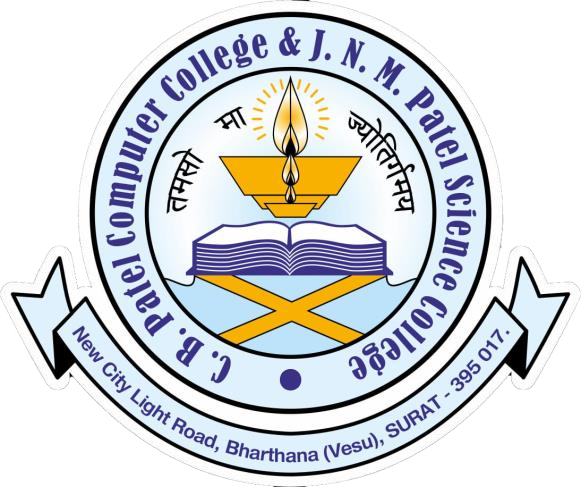 C. B. Patel Computer College & J. N. M. Patel Science College
तमसो मा ज्योतिर्गमय
New City Light Road, Bharthana (Vesu), SURAT - 395 017.